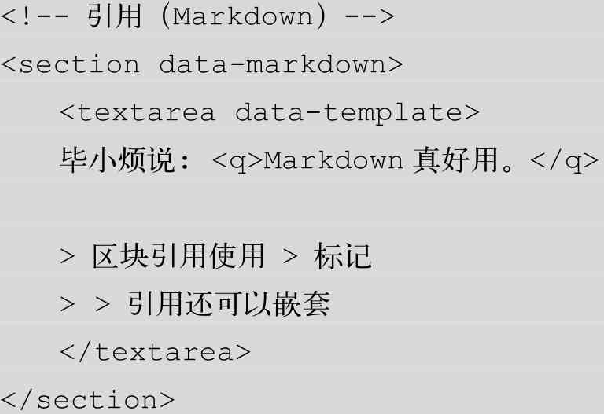 <!-- 引用（Markdown）-->
<section data-markdown>
<textarea data-template>
毕小烦说：<q>Markdown 真好用。</q>
> 区块引用使用 > 标记
> > 引用还可以嵌套
</textarea>
</section>